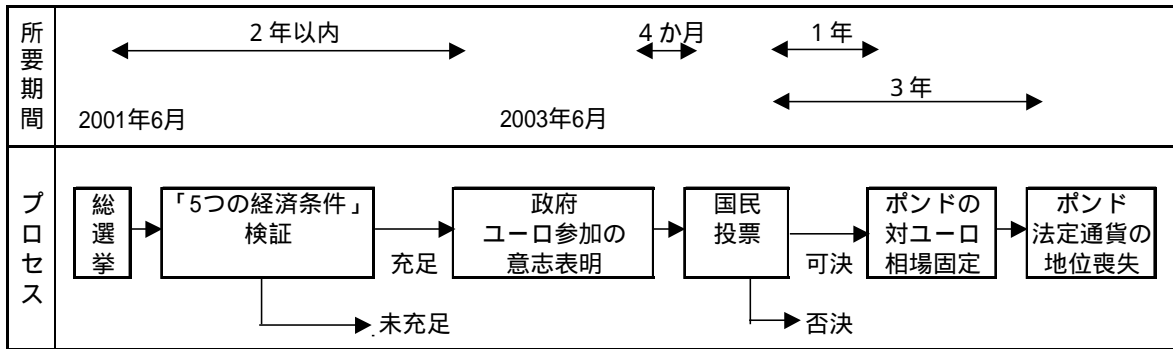 所要期間
2年以内
4か月
1年
3年
2001年6月
2003年6月
プロセス
総選挙
「5つの経済条件」
検証
充足
未充足
政府
ユーロ参加の
意志表明
国民
投票
可決
否決
ポンドの
対ユーロ
相場固定
ポンド
法定通貨の
地位喪失